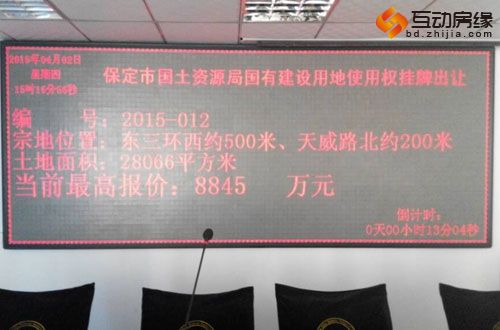 互动房缘
bd.zhijia.com
2015年04月02日
星期四
15时16分56秒
保定市国土资源局国有建设用地使用权挂牌出让
编 号：2015-012
宗地位置：东三环西约500米、天威路北约200米
土地面积：28066平方米
当前最高报价：8845 万元
倒计时：
0天00小时13分04秒